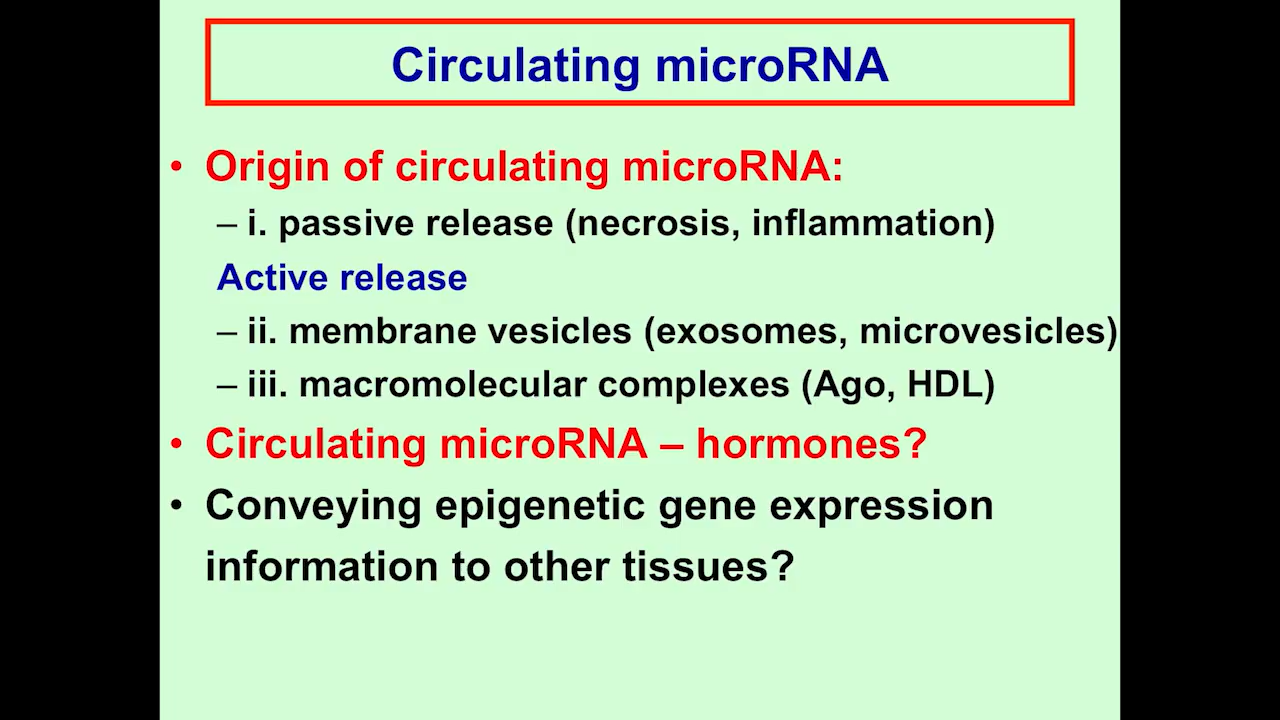 Circulating microRNA
• Origin of circulating microRNA:
– i. passive release (necrosis, inflammation)
Active release
– ii. membrane vesicles (exosomes, microvesicles)
– iii. macromolecular complexes (Ago, HDL)
• Circulating microRNA – hormones?
• Conveying epigenetic gene expression
information to other tissues?